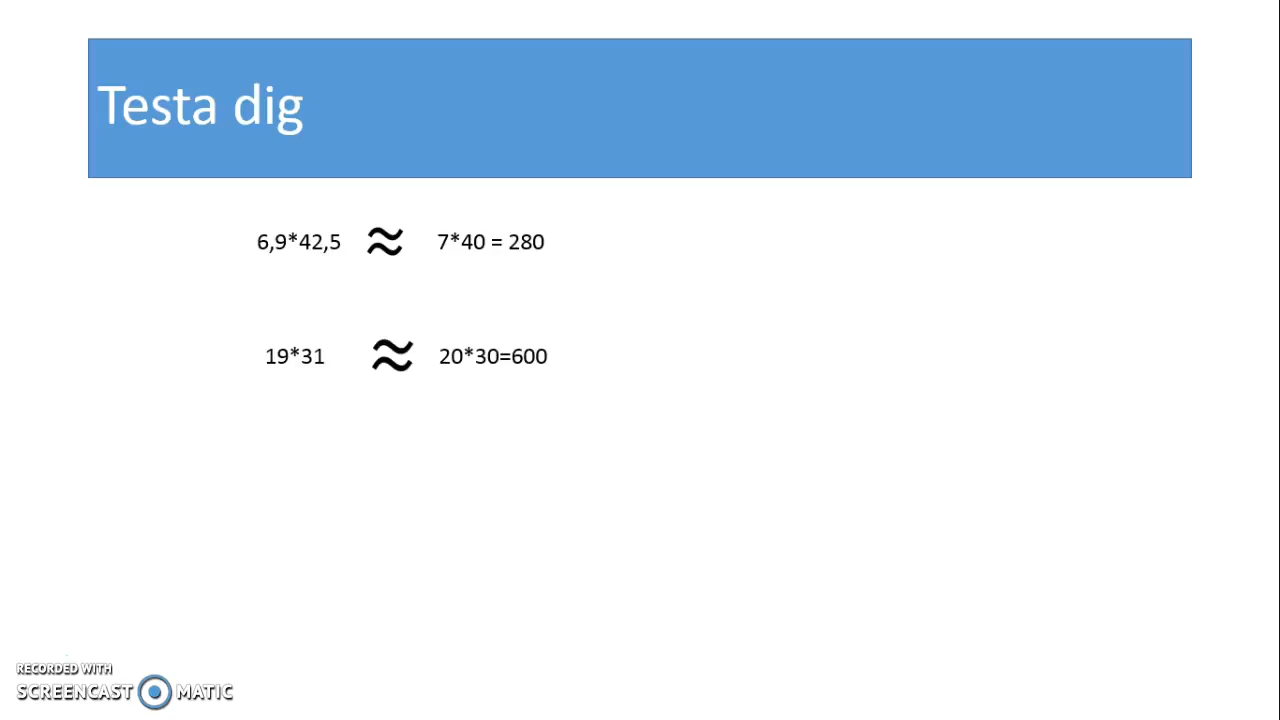 Testa dig
6,9*42,5 ≈ 7*40 = 280
19*31 ≈ 20*30=600
RECORDED WITH
SCREENCAST MATIC